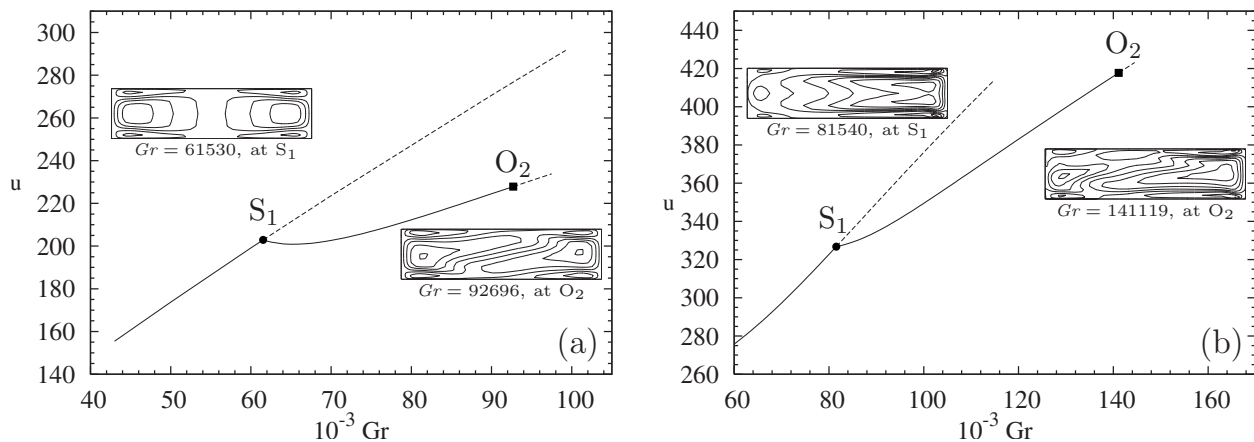 300
280
260
240
220
200
180
160
140
u
40 50 60 70 80 90 100
10⁻³ Gr
Gr = 61530, at S₁
S₁
O₂
Gr = 92696, at O₂
(a)
440
420
400
380
360
340
320
300
280
260
u
60 80 100 120 140 160
10⁻³ Gr
Gr = 81540, at S₁
S₁
O₂
Gr = 141119, at O₂
(b)